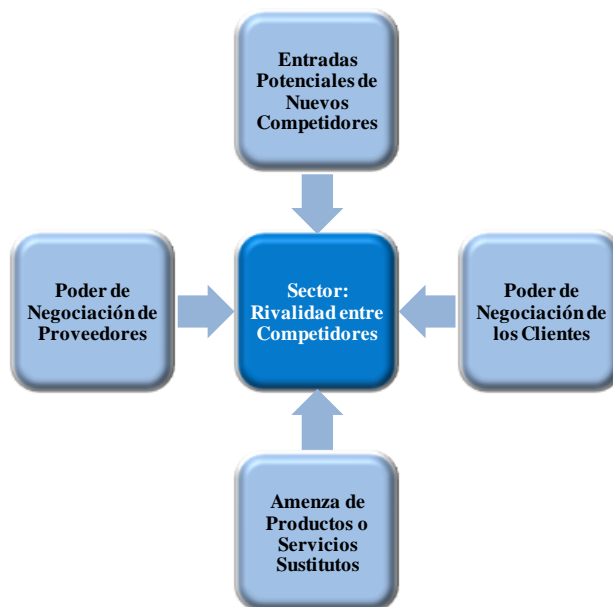 Entradas
Potenciales de
Nuevos
Competidores
Poder de
Negociación de
Proveedores
Sector:
Rivalidad entre
Competidores
Poder de
Negociación de
los Clientes
Amenza de
Productos o
Servicios
Sustitutos